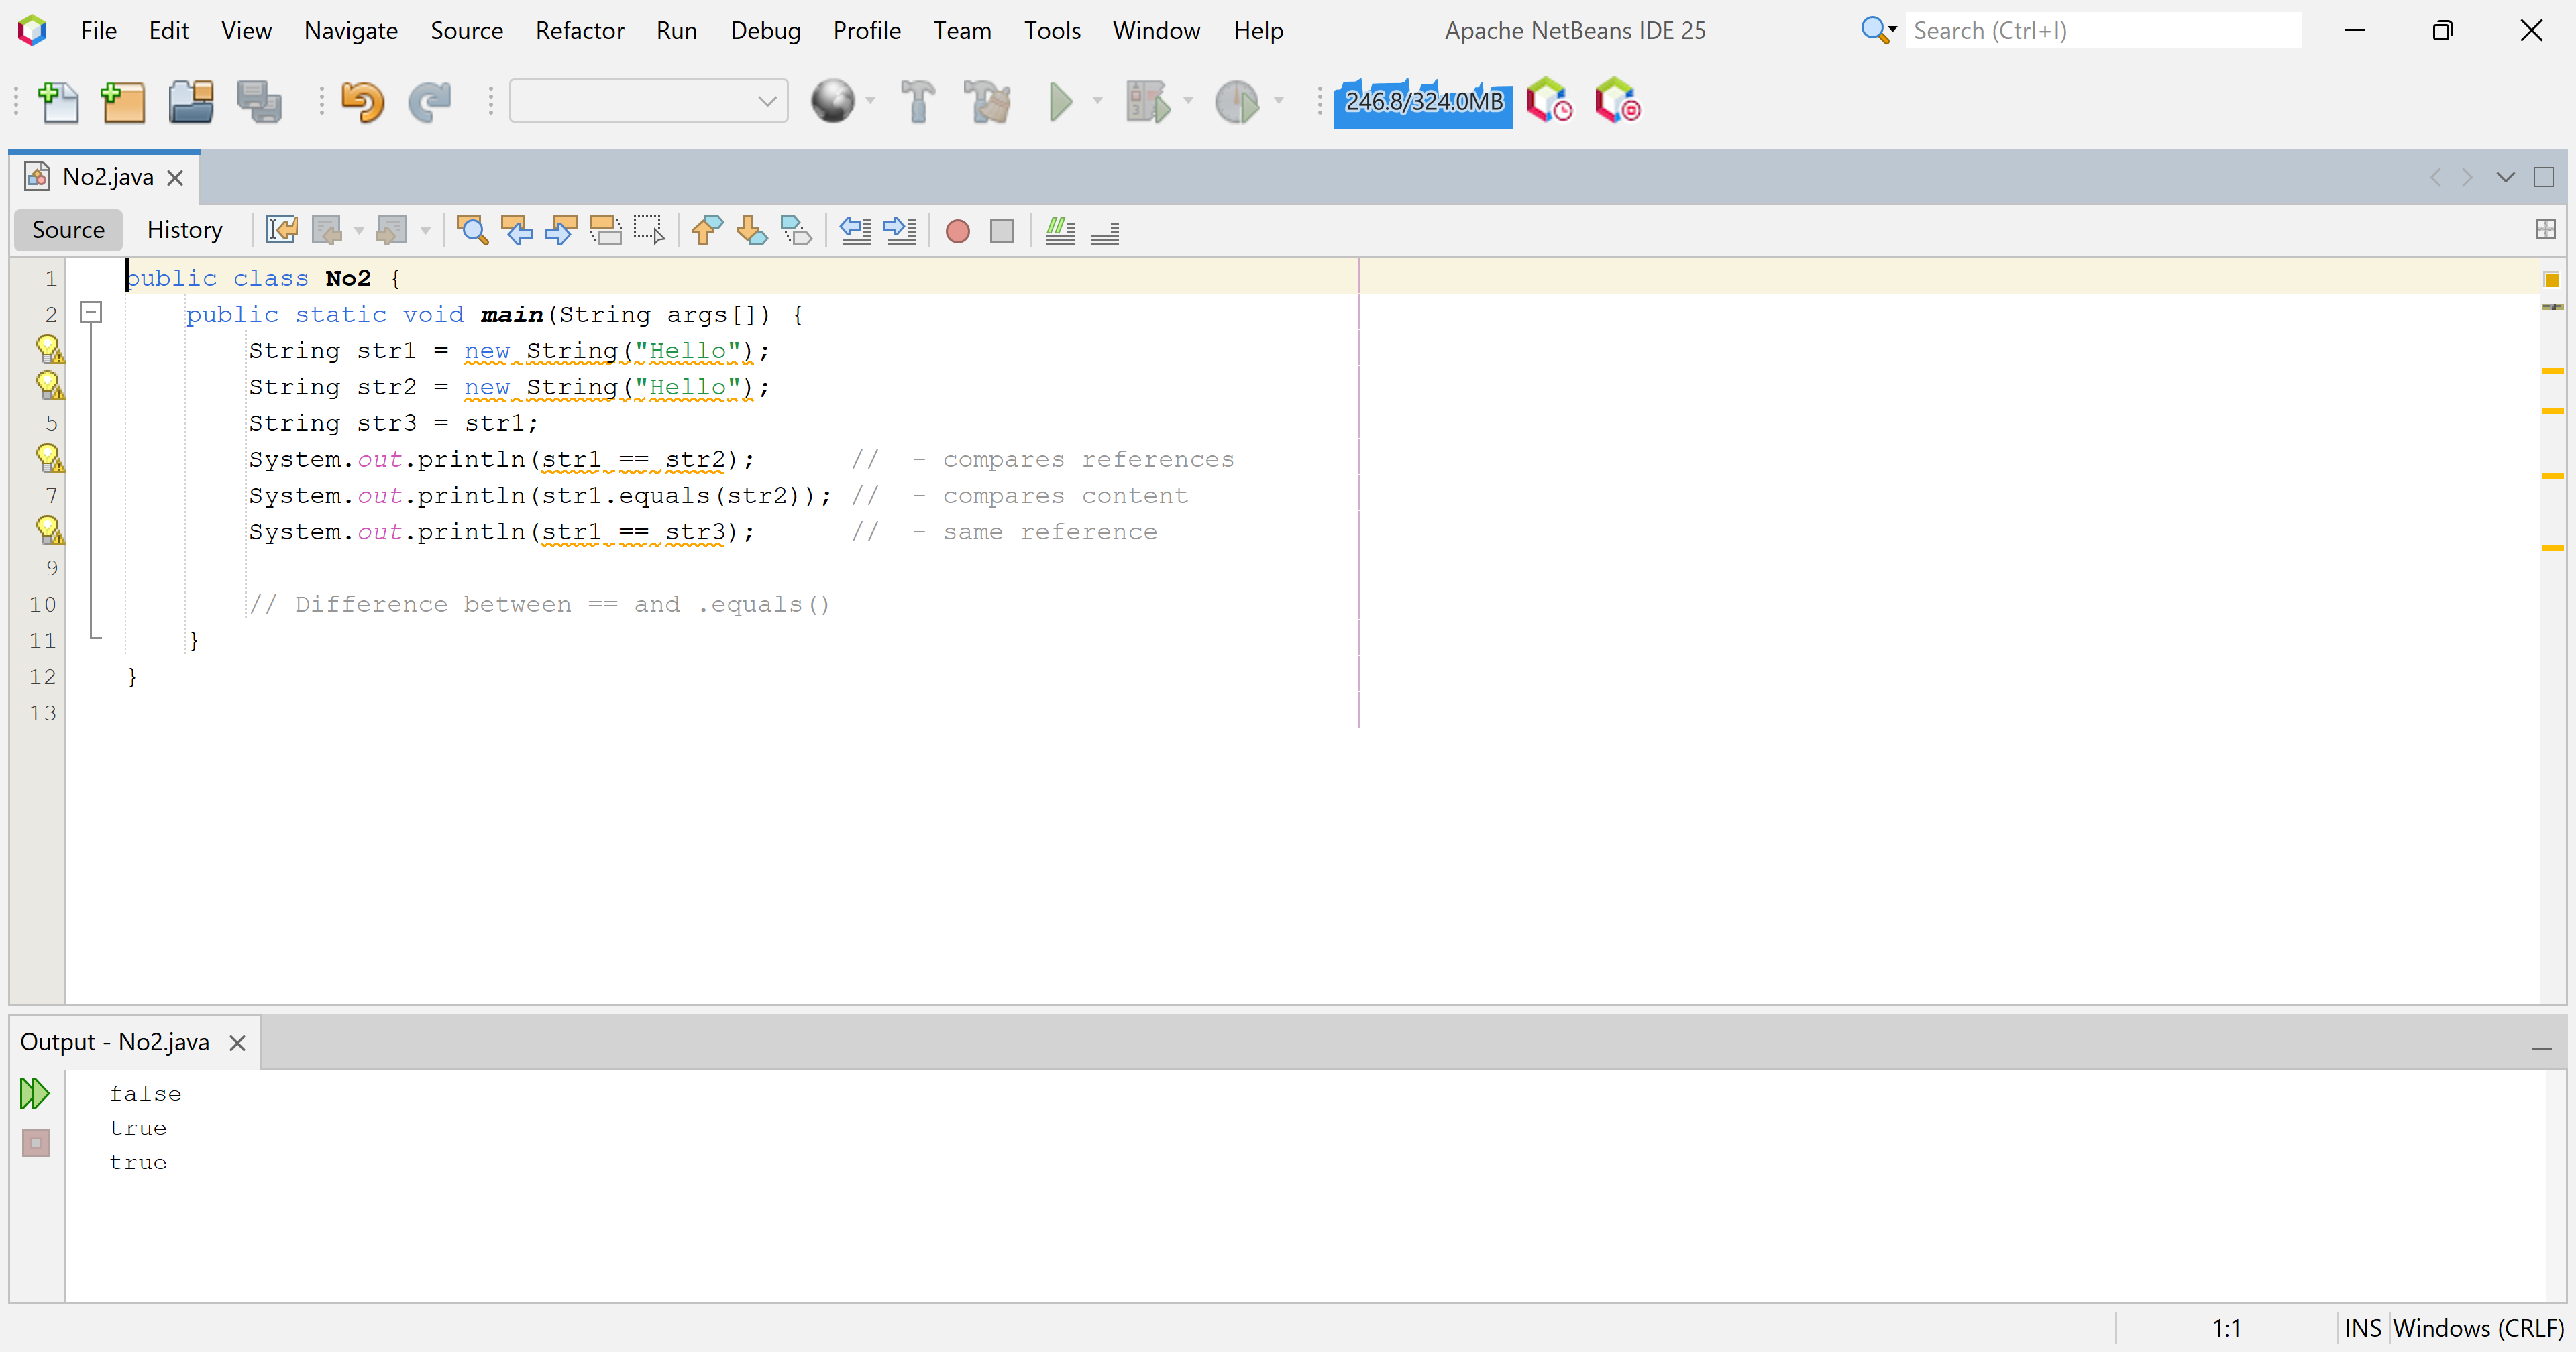 File Edit View Navigate Source Refactor Run Debug Profile Team Tools Window Help Apache NetBeans IDE 25 Search (Ctrl+I)
246.8/324.0MB
No2.java
Source History
1 public class No2 {
2     public static void main(String args[]) {
        String str1 = new String("Hello");
        String str2 = new String("Hello");
5         String str3 = str1;
        System.out.println(str1 == str2);      //  - compares references
7         System.out.println(str1.equals(str2)); //  - compares content
        System.out.println(str1 == str3);      //  - same reference
9
10         // Difference between == and .equals()
11     }
12 }
13
Output - No2.java
false
true
true
1:1 INS Windows (CRLF)